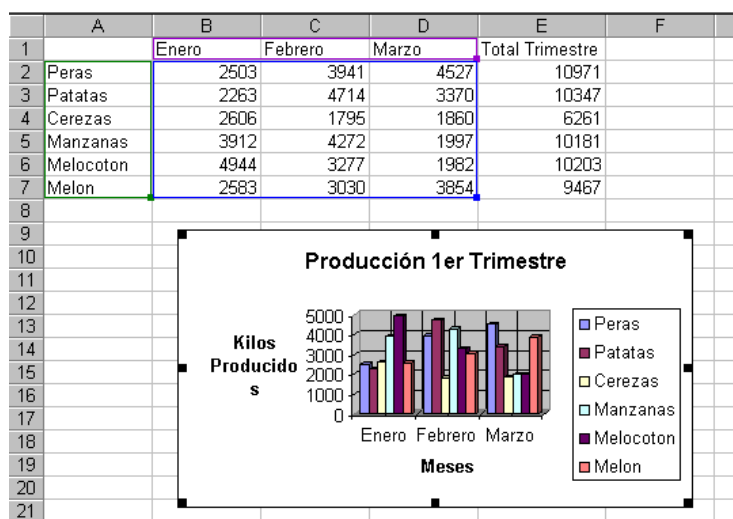 A B C D E F
1 Enero Febrero Marzo Total Trimestre
2 Peras 2503 3941 4527 10971
3 Patatas 2263 4714 3370 10347
4 Cerezas 2606 1795 1860 6261
5 Manzanas 3912 4272 1997 10181
6 Melocoton 4944 3277 1982 10203
7 Melon 2583 3030 3854 9467
8
9
10
11
12
13
14
15
16
17
18
19
20
21
Producción 1er Trimestre
Kilos
Producido
s
5000
4000
3000
2000
1000
0
Enero Febrero Marzo
Meses
Peras
Patatas
Cerezas
Manzanas
Melocoton
Melon